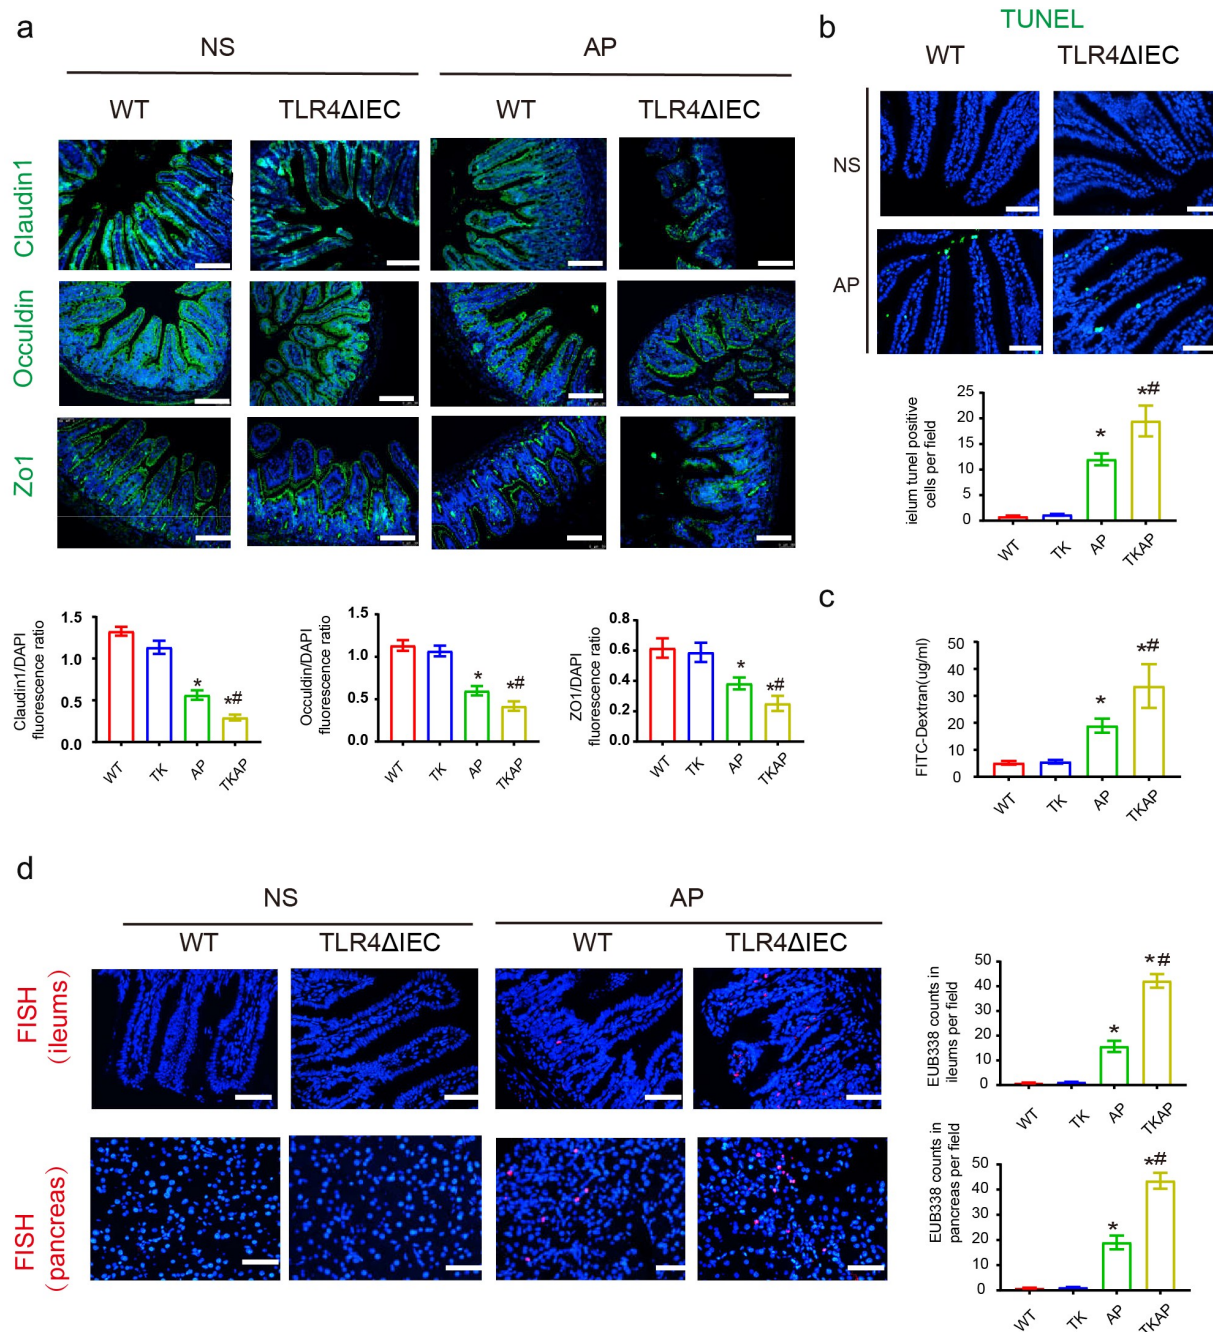 a
NS
AP
WT
TLR4ΔIEC
WT
TLR4ΔIEC
Claudin1
Occuldin
Zo1
Claudin1/DAPI
fluorescence ratio
1.5
1.0
0.5
0.0
*
*#
WT
TK
AP
TKAP
Occuldin/DAPI
fluorescence ratio
1.5
1.0
0.5
0.0
*
*#
WT
TK
AP
TKAP
ZO1/DAPI
fluorescence ratio
0.8
0.6
0.4
0.2
0.0
*
*#
WT
TK
AP
TKAP
b
TUNEL
WT
TLR4ΔIEC
NS
AP
ielum tunel positive
cells per field
25
20
15
10
5
0
*
*#
WT
TK
AP
TKAP
c
FITC-Dextran(ug/ml)
50
40
30
20
10
0
*
*#
WT
TK
AP
TKAP
d
NS
AP
WT
TLR4ΔIEC
WT
TLR4ΔIEC
FISH
(ileums)
FISH
(pancreas)
EUB338 counts in
ileums per field
50
40
30
20
10
0
*
*#
WT
TK
AP
TKAP
EUB338 counts in
pancreas per field
50
40
30
20
10
0
*
*#
WT
TK
AP
TKAP